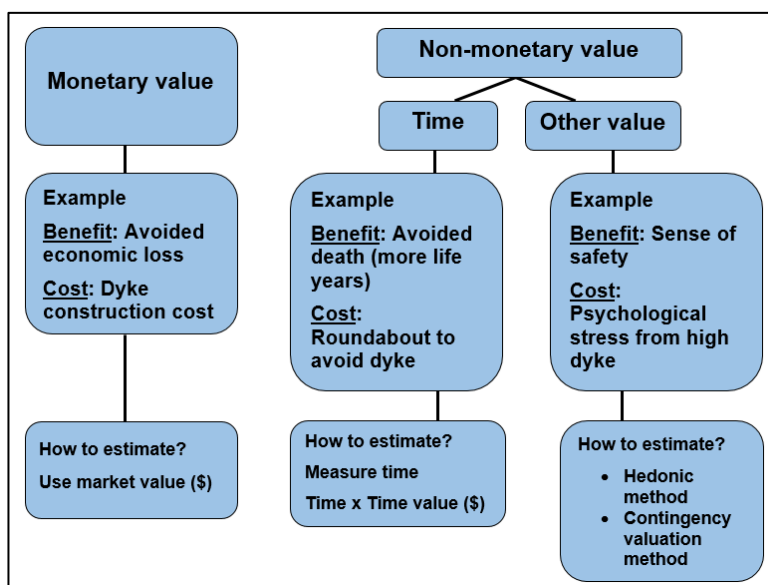 Monetary value
Example
Benefit: Avoided
economic loss
Cost: Dyke
construction cost
How to estimate?
Use market value ($)
Non-monetary value
Time
Example
Benefit: Avoided
death (more life
years)
Cost:
Roundabout to
avoid dyke
How to estimate?
Measure time
Time x Time value ($)
Other value
Example
Benefit: Sense of
safety
Cost:
Psychological
stress from high
dyke
How to estimate?
• Hedonic
method
• Contingency
valuation
method